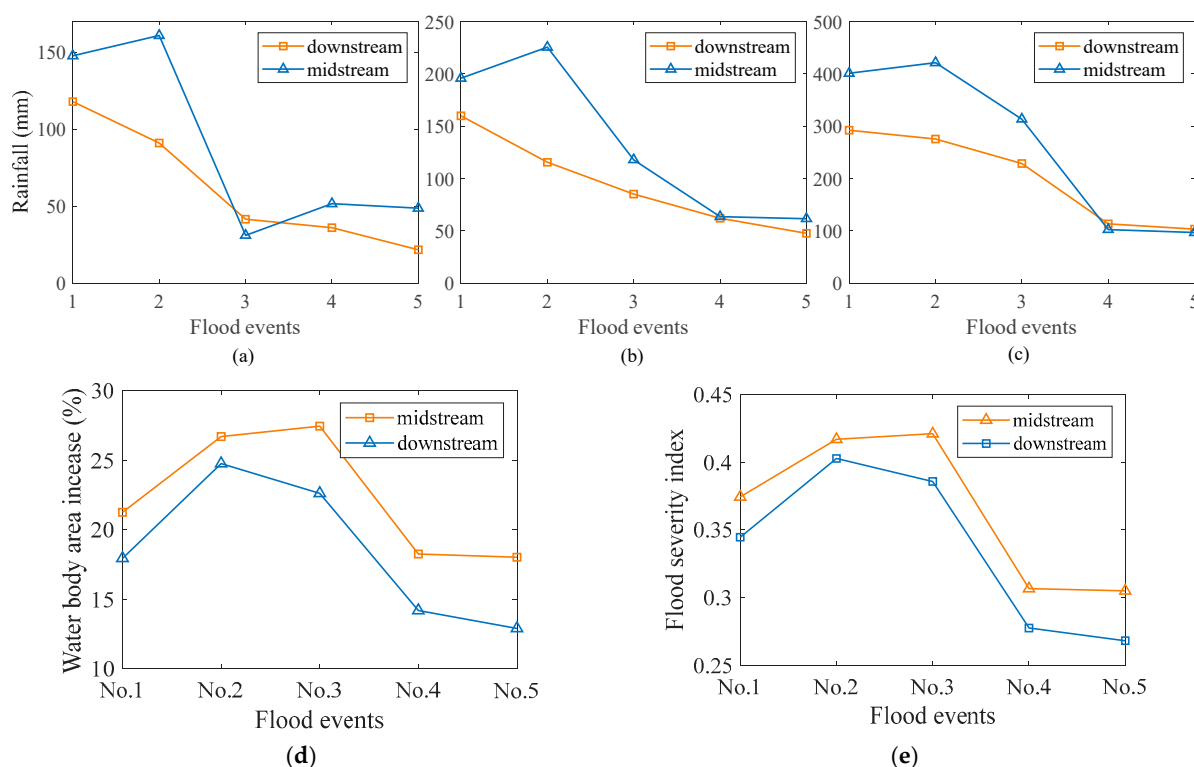 Rainfall (mm)
150
100
50
0
downstream
midstream
1 2 3 4 5
Flood events
(a)
250
200
150
100
50
0
downstream
midstream
1 2 3 4 5
Flood events
(b)
500
400
300
200
100
0
downstream
midstream
1 2 3 4 5
Flood events
(c)
Water body area incease (%)
30
25
20
15
10
midstream
downstream
No.1 No.2 No.3 No.4 No.5
Flood events
(d)
Flood severity index
0.45
0.4
0.35
0.3
0.25
midstream
downstream
No.1 No.2 No.3 No.4 No.5
Flood events
(e)